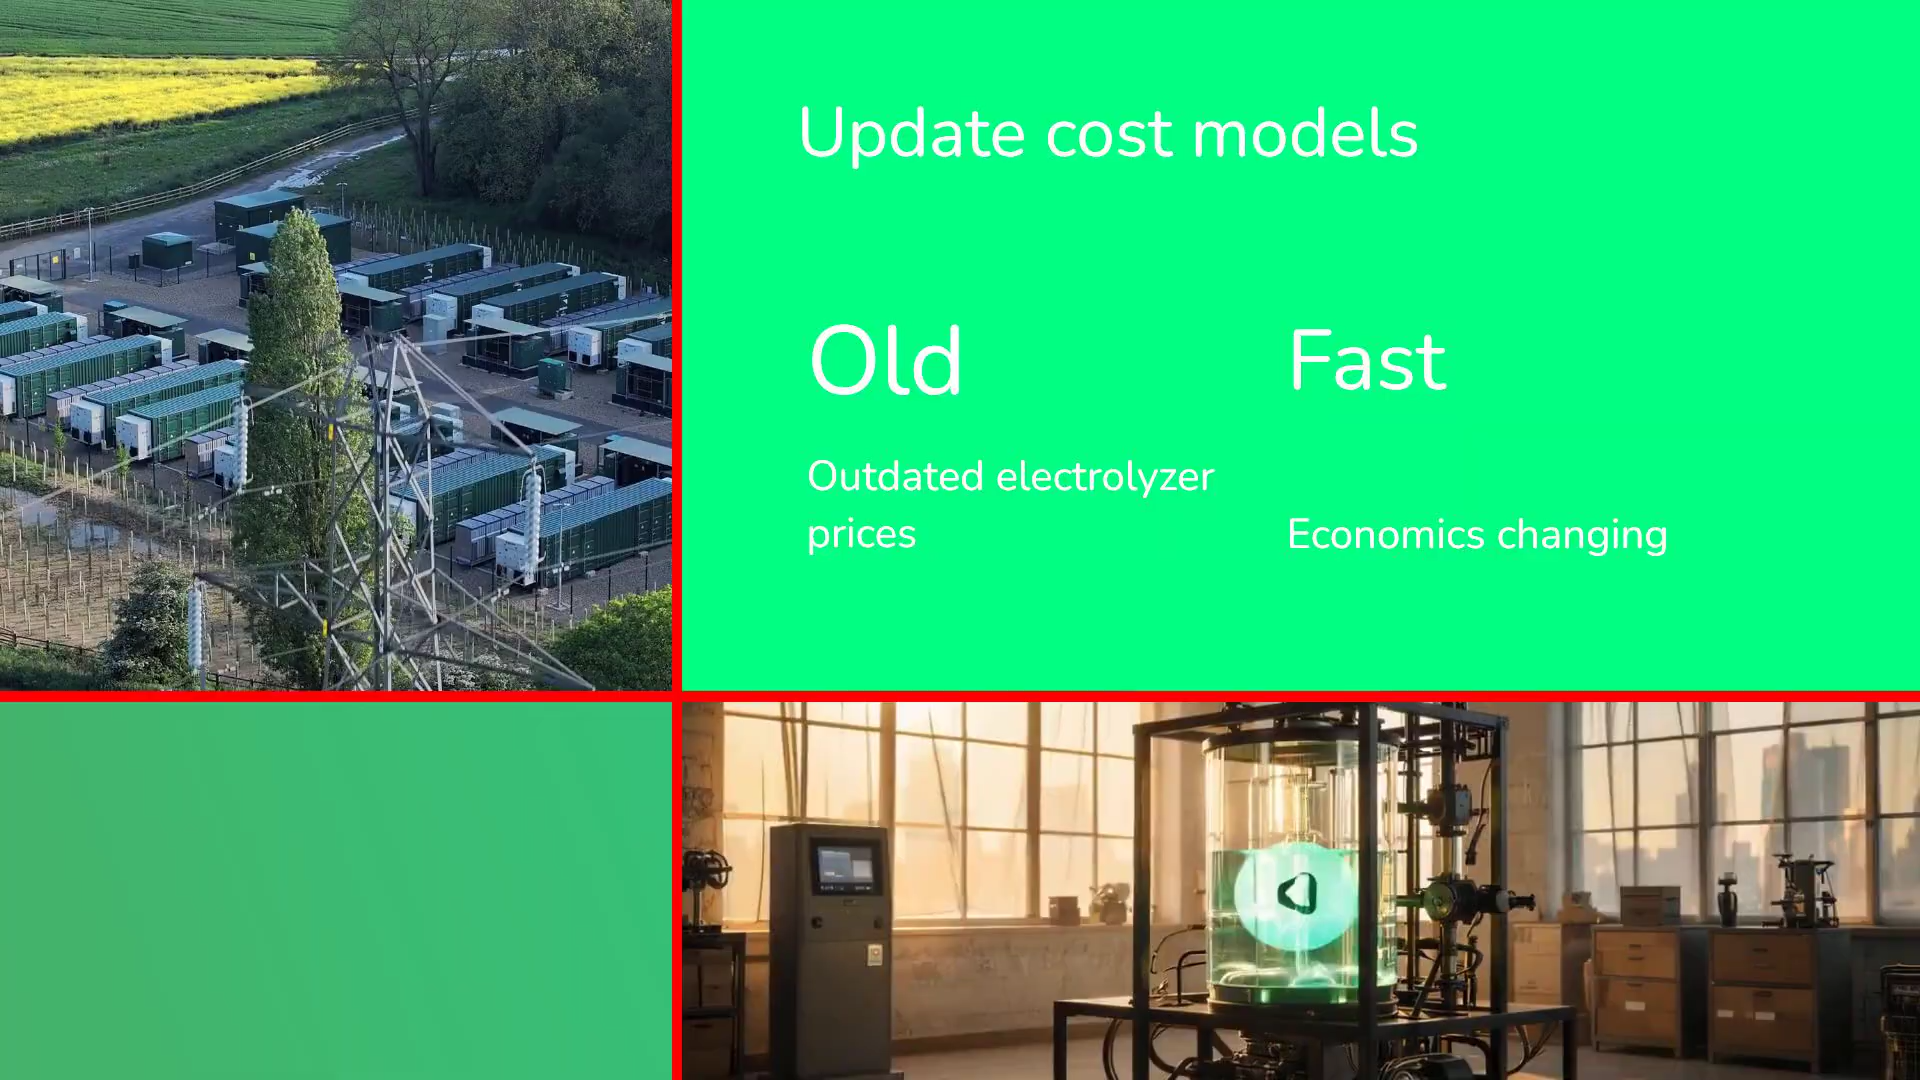 Update cost models
Old
Fast
Outdated electrolyzer
prices
Economics changing